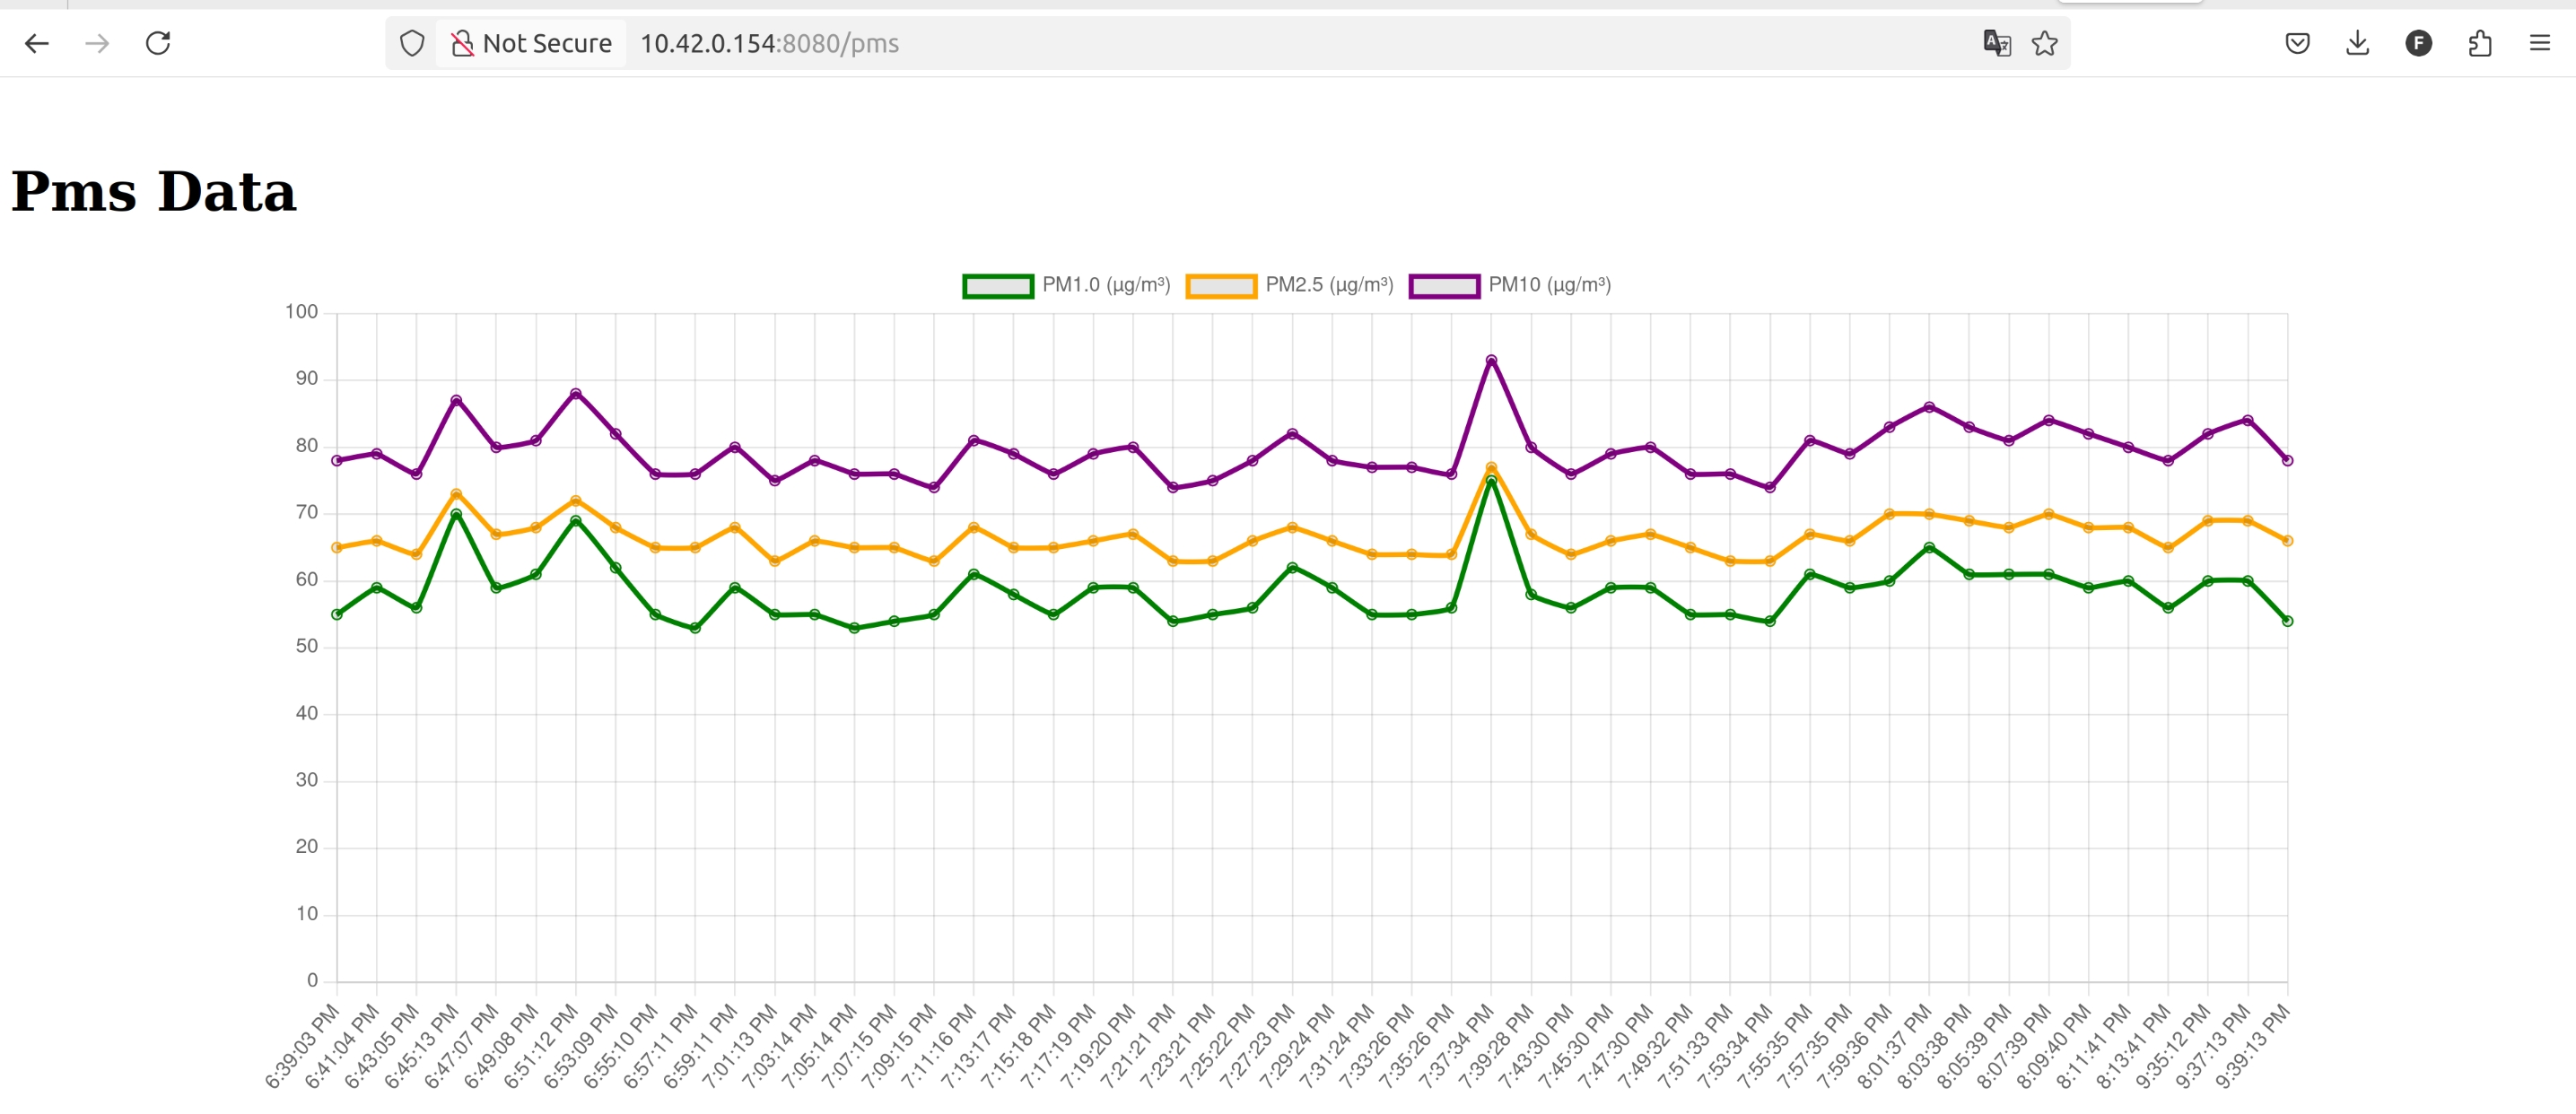 Not Secure 10.42.0.154:8080/pms
F
Pms Data
PM1.0 (µg/m³) PM2.5 (µg/m³) PM10 (µg/m³)
100
90
80
70
60
50
40
30
20
10
0
6:39:03 PM
6:41:04 PM
6:43:05 PM
6:45:13 PM
6:47:07 PM
6:49:08 PM
6:51:12 PM
6:53:09 PM
6:55:10 PM
6:57:11 PM
6:59:11 PM
7:01:13 PM
7:03:14 PM
7:05:14 PM
7:07:15 PM
7:09:15 PM
7:11:16 PM
7:13:17 PM
7:15:18 PM
7:17:19 PM
7:19:20 PM
7:21:21 PM
7:23:21 PM
7:25:22 PM
7:27:23 PM
7:29:24 PM
7:31:24 PM
7:33:26 PM
7:35:26 PM
7:37:34 PM
7:39:28 PM
7:43:30 PM
7:45:30 PM
7:47:30 PM
7:49:32 PM
7:51:33 PM
7:53:34 PM
7:55:35 PM
7:57:35 PM
7:59:36 PM
8:01:37 PM
8:03:38 PM
8:05:39 PM
8:07:39 PM
8:09:40 PM
8:11:41 PM
8:13:41 PM
9:35:12 PM
9:37:13 PM
9:39:13 PM